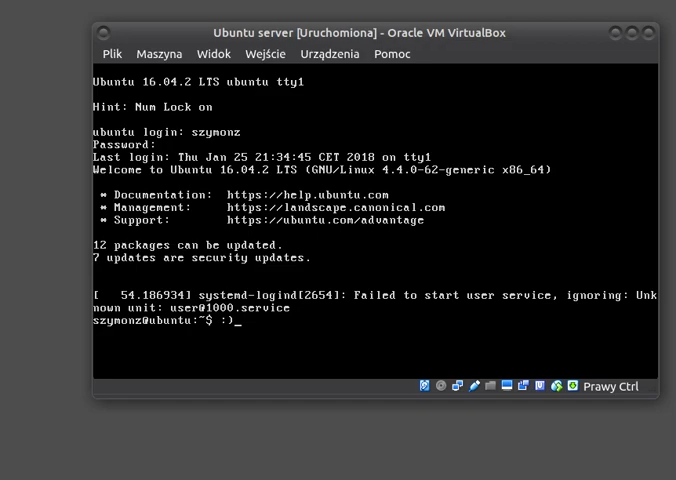 Ubuntu server [Uruchomiona] - Oracle VM VirtualBox
Plik Maszyna Widok Wejście Urządzenia Pomoc
Ubuntu 16.04.2 LTS ubuntu tty1
Hint: Num Lock on
ubuntu login: szymonz
Password:
Last login: Thu Jan 25 21:34:45 CET 2018 on tty1
Welcome to Ubuntu 16.04.2 LTS (GNU/Linux 4.4.0-62-generic x86_64)
* Documentation: https://help.ubuntu.com
* Management: https://landscape.canonical.com
* Support: https://ubuntu.com/advantage
12 packages can be updated.
7 updates are security updates.
[ 54.186934] systemd-logind[2654]: Failed to start user service, ignoring: Unk
nown unit: user@1000.service
szymonz@ubuntu:~$ :)_
Prawy Ctrl